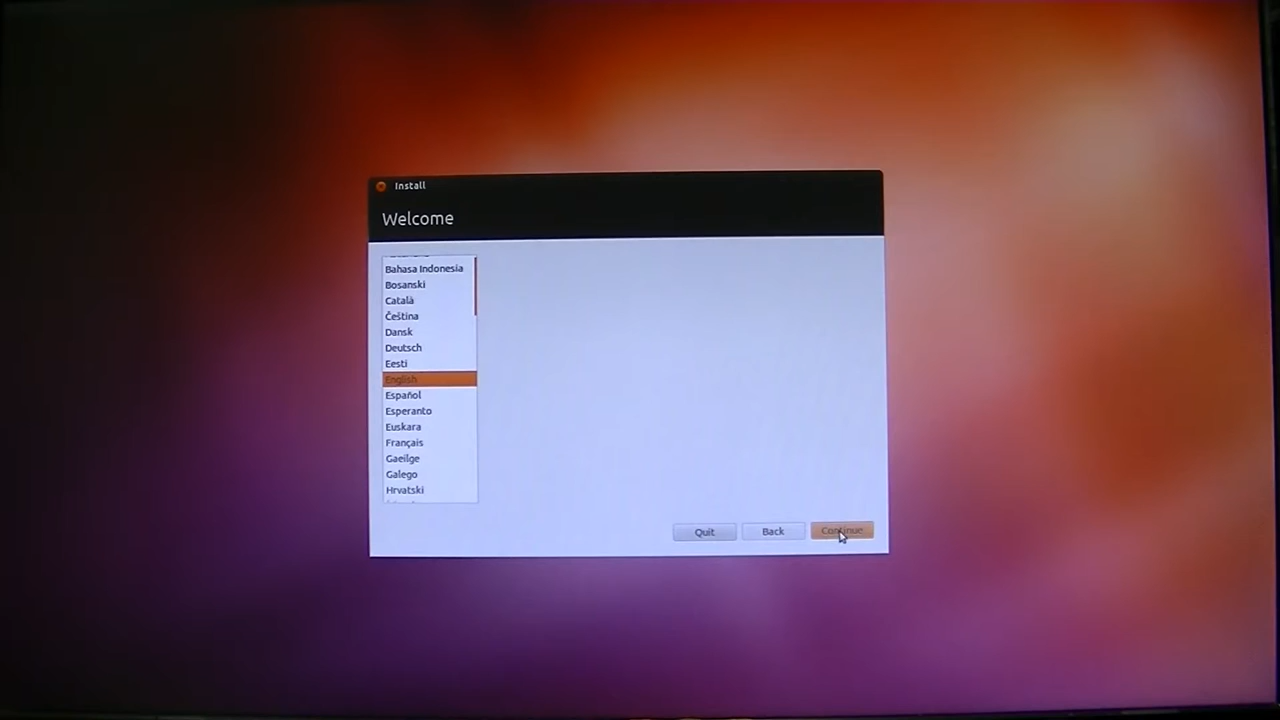 Install
Welcome
Bahasa Indonesia
Bosanski
Català
Čeština
Dansk
Deutsch
Eesti
English
Español
Esperanto
Euskara
Français
Gaeilge
Galego
Hrvatski
Quit Back Continue